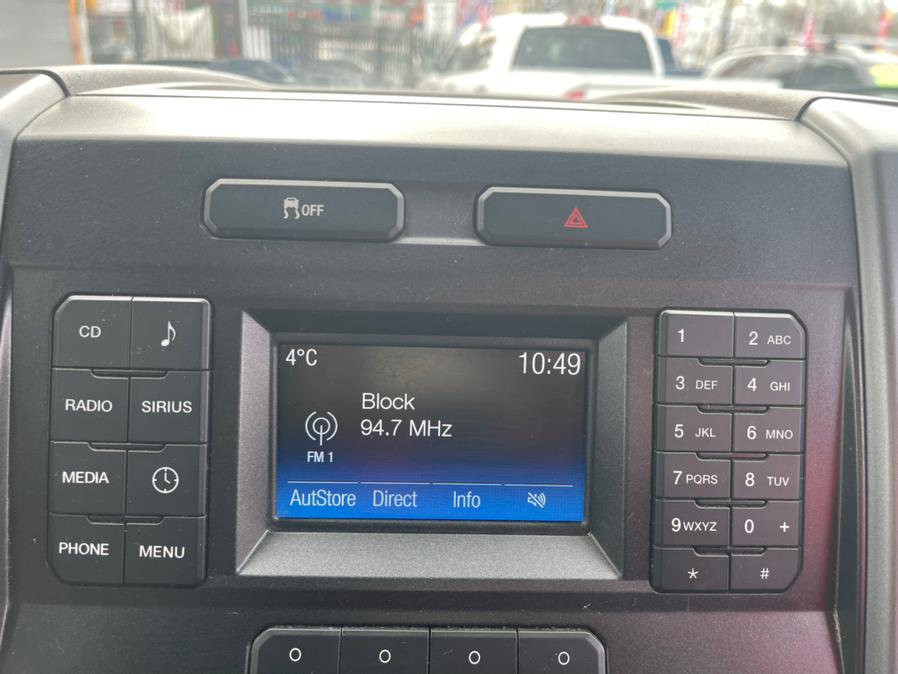 OFF
CD
RADIO SIRIUS
MEDIA
PHONE MENU
4°C 10:49
Block
94.7 MHz
FM 1
AutStore Direct Info
1 2 ABC
3 DEF 4 GHI
5 JKL 6 MNO
7 PQRS 8 TUV
9 WXYZ 0 +
* #